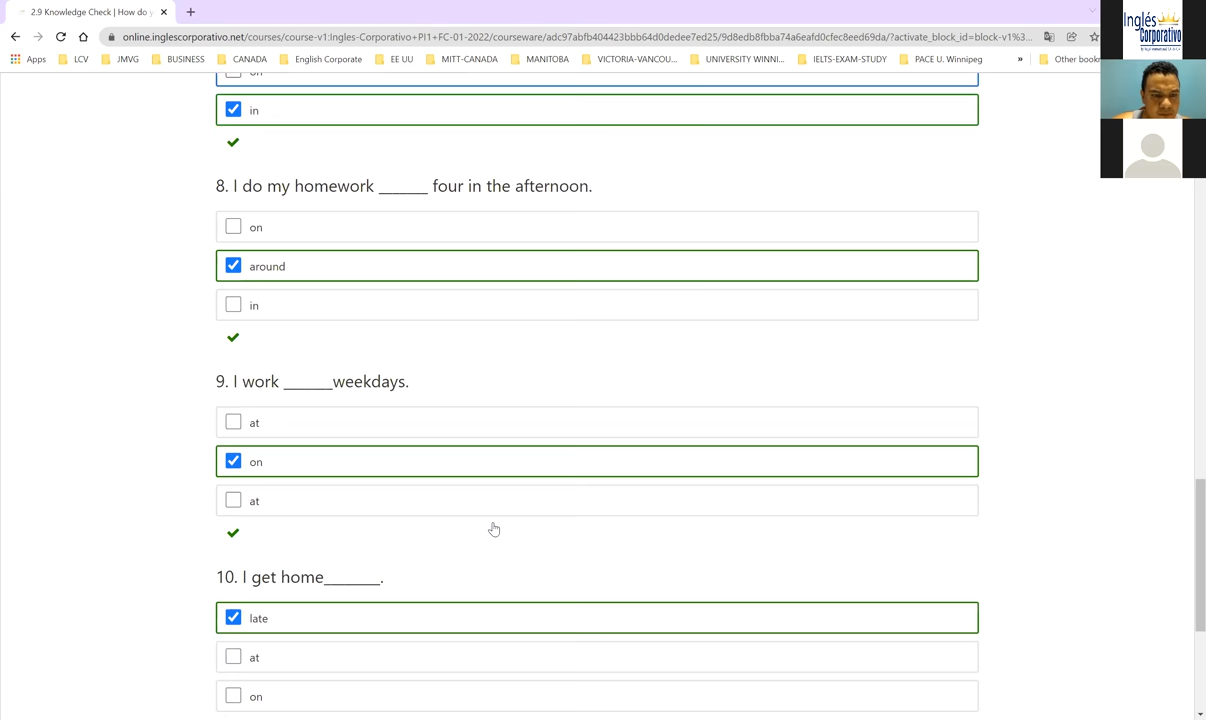 2.9 Knowledge Check | How do y
online.inglescorporativo.net/courses/course-v1:Ingles-Corporativo+PI1+FC-01-2022/courseware/adc97abfb404423bbb64d0dedee7ed25/9d8edb8fbba74a6eafd0cfec8eed69da/?activate_block_id=block-v1%3...
Apps LCV JMVG BUSINESS CANADA English Corporate EE UU MITT-CANADA MANITOBA VICTORIA-VANCOU... UNIVERSITY WINNI... IELTS-EXAM-STUDY PACE U. Winnipeg » Other bookm
Inglés
Corporativo
on
in
8. I do my homework ______ four in the afternoon.
on
around
in
9. I work ______weekdays.
at
on
at
10. I get home_______.
late
at
on